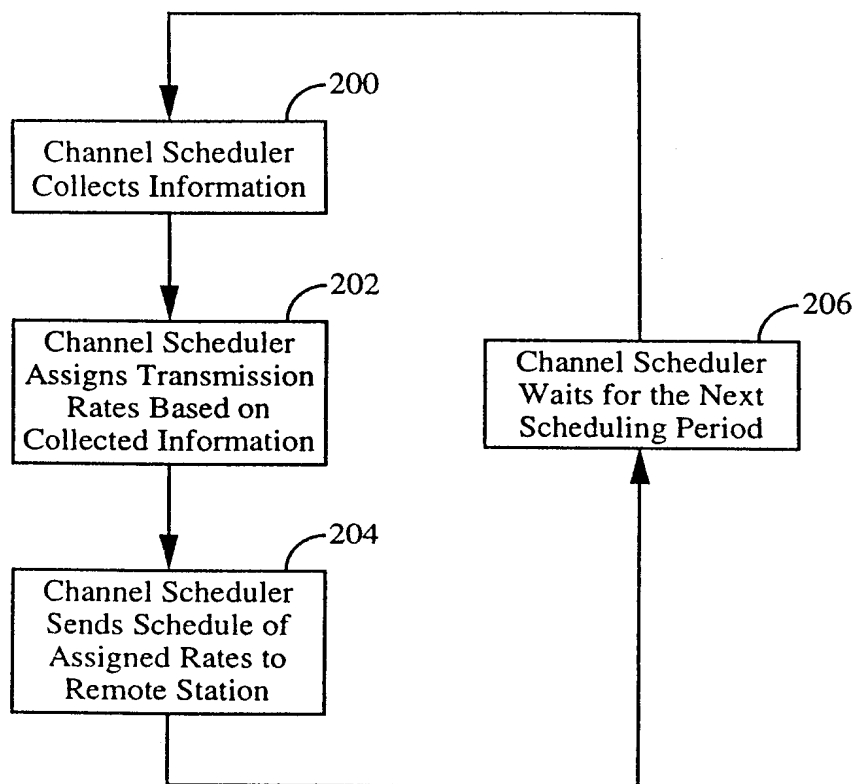 200
Channel Scheduler
Collects Information
202
Channel Scheduler
Assigns Transmission
Rates Based on
Collected Information
206
Channel Scheduler
Waits for the Next
Scheduling Period
204
Channel Scheduler
Sends Schedule of
Assigned Rates to
Remote Station